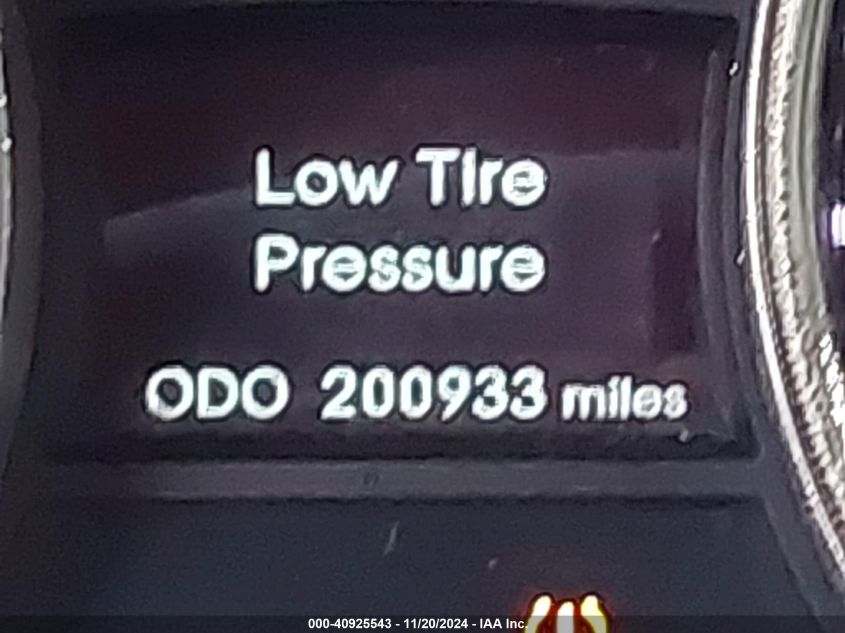 Low Tire
Pressure
ODO 200933 miles
000-40925543 - 11/20/2024 - IAA Inc.